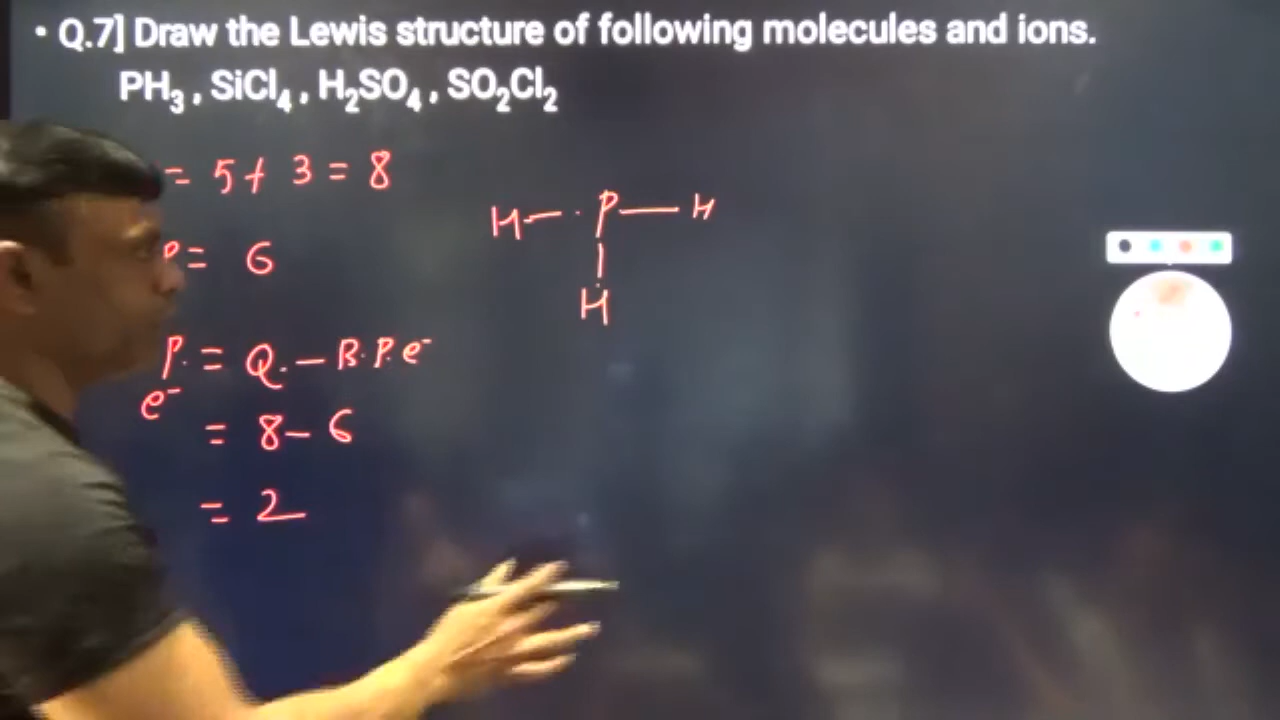 • Q.7] Draw the Lewis structure of following molecules and ions.
PH₃ , SiCl₄ , H₂SO₄ , SO₂Cl₂
= 5 + 3 = 8
P = 6
P. = Q. – B.P. e⁻
e⁻
= 8 – 6
= 2
H – · P – H
H